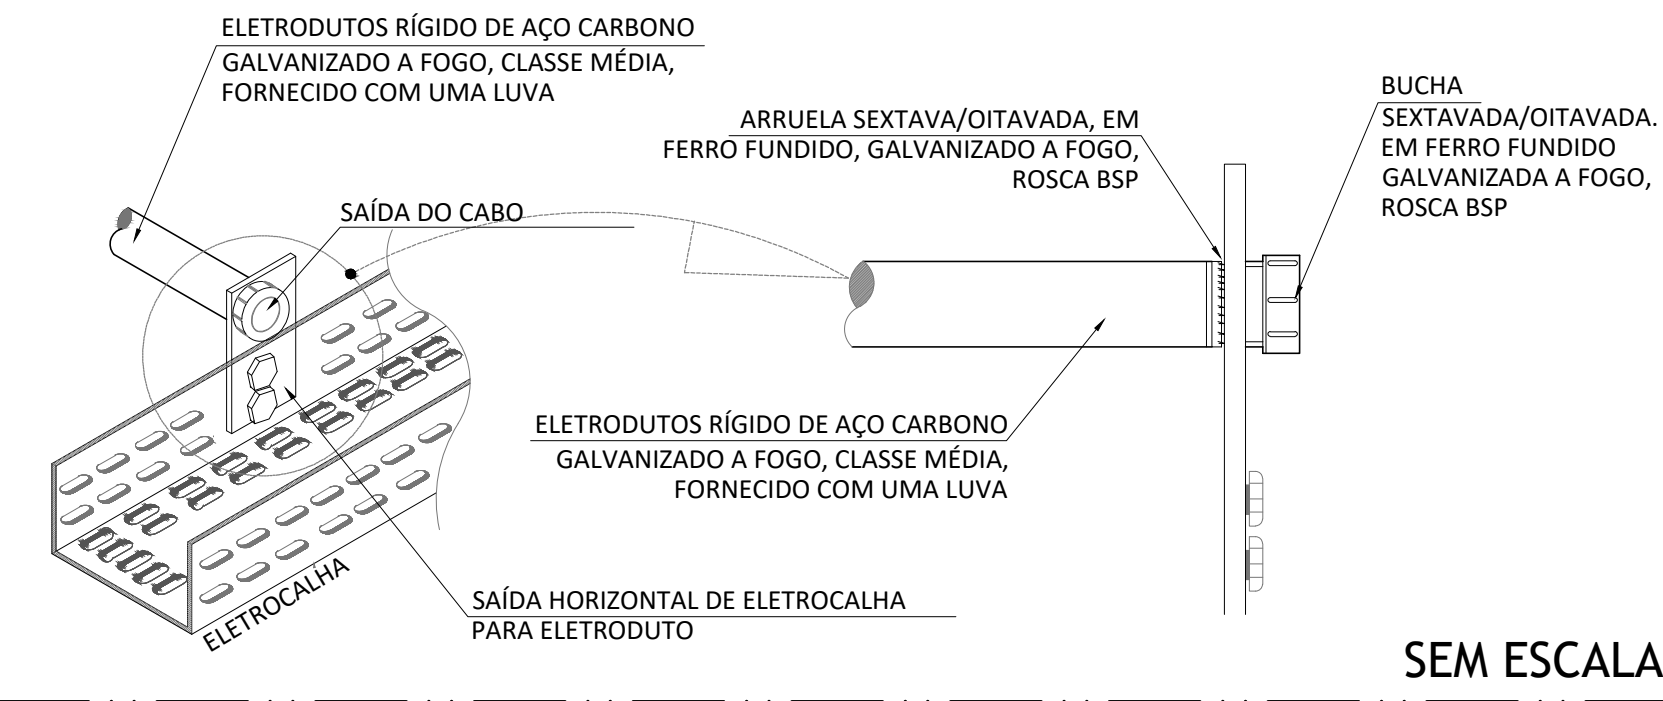 ELETRODUTOS RÍGIDO DE AÇO CARBONO
GALVANIZADO A FOGO, CLASSE MÉDIA,
FORNECIDO COM UMA LUVA
BUCHA
SEXTAVADA/OITAVADA.
EM FERRO FUNDIDO
GALVANIZADA A FOGO,
ROSCA BSP
ARRUELA SEXTAVA/OITAVADA, EM
FERRO FUNDIDO, GALVANIZADO A FOGO,
ROSCA BSP
SAÍDA DO CABO
ELETRODUTOS RÍGIDO DE AÇO CARBONO
GALVANIZADO A FOGO, CLASSE MÉDIA,
FORNECIDO COM UMA LUVA
ELETROCALHA
SAÍDA HORIZONTAL DE ELETROCALHA
PARA ELETRODUTO
SEM ESCALA